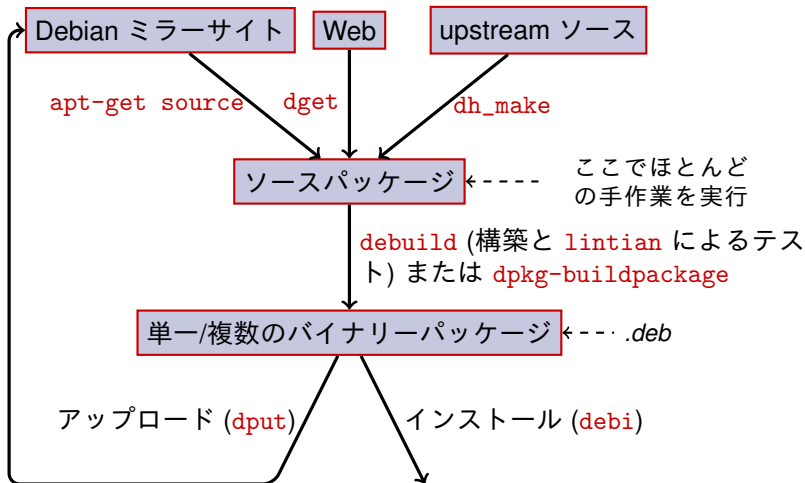 Debian ミラーサイト
Web
upstream ソース
apt-get source
dget
dh_make
ソースパッケージ
ここでほとんど
の手作業を実行
debuild (構築と lintian によるテス
ト) または dpkg-buildpackage
単一/複数のバイナリーパッケージ
.deb
アップロード (dput)
インストール (debi)